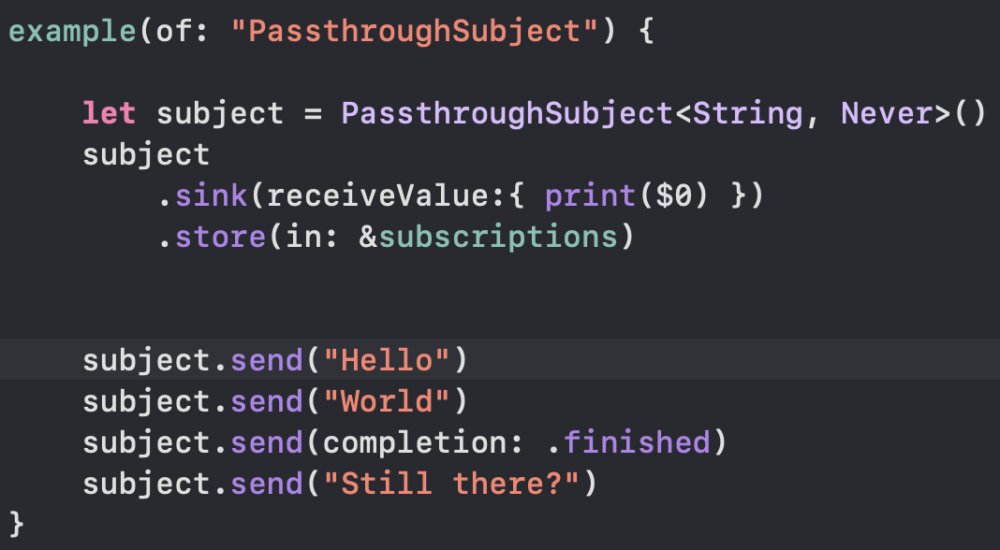 example(of: "PassthroughSubject") {
let subject = PassthroughSubject<String, Never>()
subject
.sink(receiveValue:{ print($0) })
.store(in: &subscriptions)
subject.send("Hello")
subject.send("World")
subject.send(completion: .finished)
subject.send("Still there?")
}